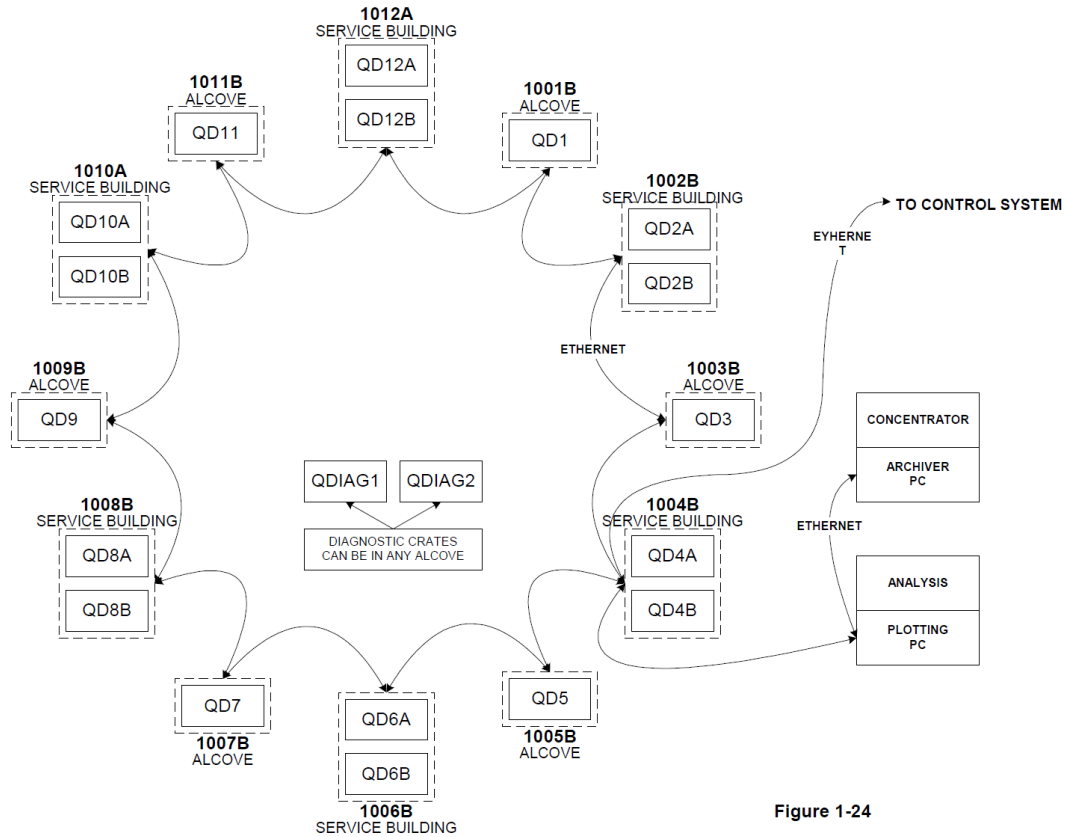 1012A
SERVICE BUILDING
QD12A
QD12B
1011B
ALCOVE
QD11
1001B
ALCOVE
QD1
1010A
SERVICE BUILDING
QD10A
QD10B
1002B
SERVICE BUILDING
QD2A
QD2B
TO CONTROL SYSTEM
EYHERNE
T
ETHERNET
1009B
ALCOVE
QD9
1003B
ALCOVE
QD3
CONCENTRATOR
ARCHIVER
PC
ETHERNET
QDIAG1
QDIAG2
DIAGNOSTIC CRATES
CAN BE IN ANY ALCOVE
1008B
SERVICE BUILDING
QD8A
QD8B
1004B
SERVICE BUILDING
QD4A
QD4B
ANALYSIS
PLOTTING
PC
QD7
1007B
ALCOVE
QD6A
QD6B
1006B
SERVICE BUILDING
QD5
1005B
ALCOVE
Figure 1-24